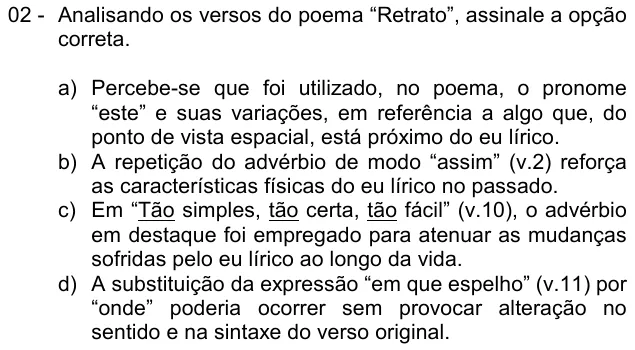 02 - Analisando os versos do poema “Retrato”, assinale a opção
correta.
a) Percebe-se que foi utilizado, no poema, o pronome
“este” e suas variações, em referência a algo que, do
ponto de vista espacial, está próximo do eu lírico.
b) A repetição do advérbio de modo “assim” (v.2) reforça
as características físicas do eu lírico no passado.
c) Em “Tão simples, tão certa, tão fácil” (v.10), o advérbio
em destaque foi empregado para atenuar as mudanças
sofridas pelo eu lírico ao longo da vida.
d) A substituição da expressão “em que espelho” (v.11) por
“onde” poderia ocorrer sem provocar alteração no
sentido e na sintaxe do verso original.